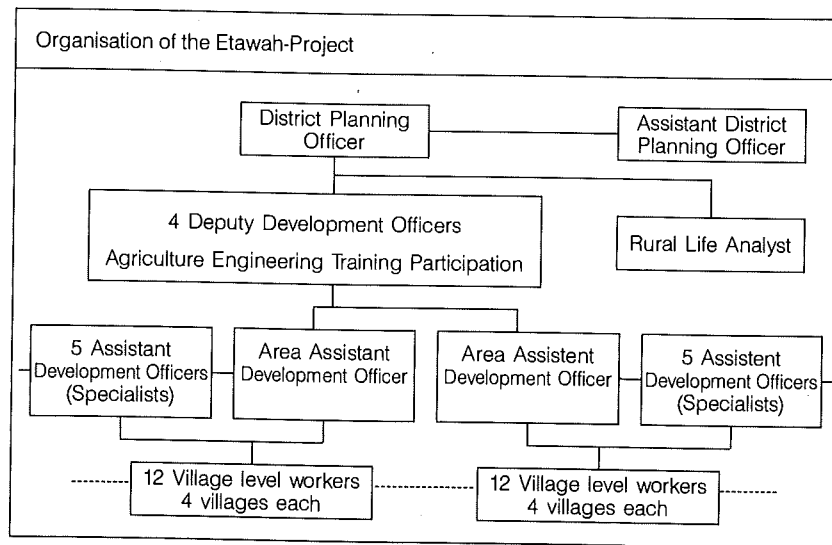 Organisation of the Etawah-Project
District Planning
Officer
Assistant District
Planning Officer
4 Deputy Development Officers
Agriculture Engineering Training Participation
Rural Life Analyst
5 Assistant
Development Officers
(Specialists)
Area Assistant
Development Officer
Area Assistent
Development Officer
5 Assistent
Development Officers
(Specialists)
12 Village level workers
4 villages each
12 Village level workers
4 villages each